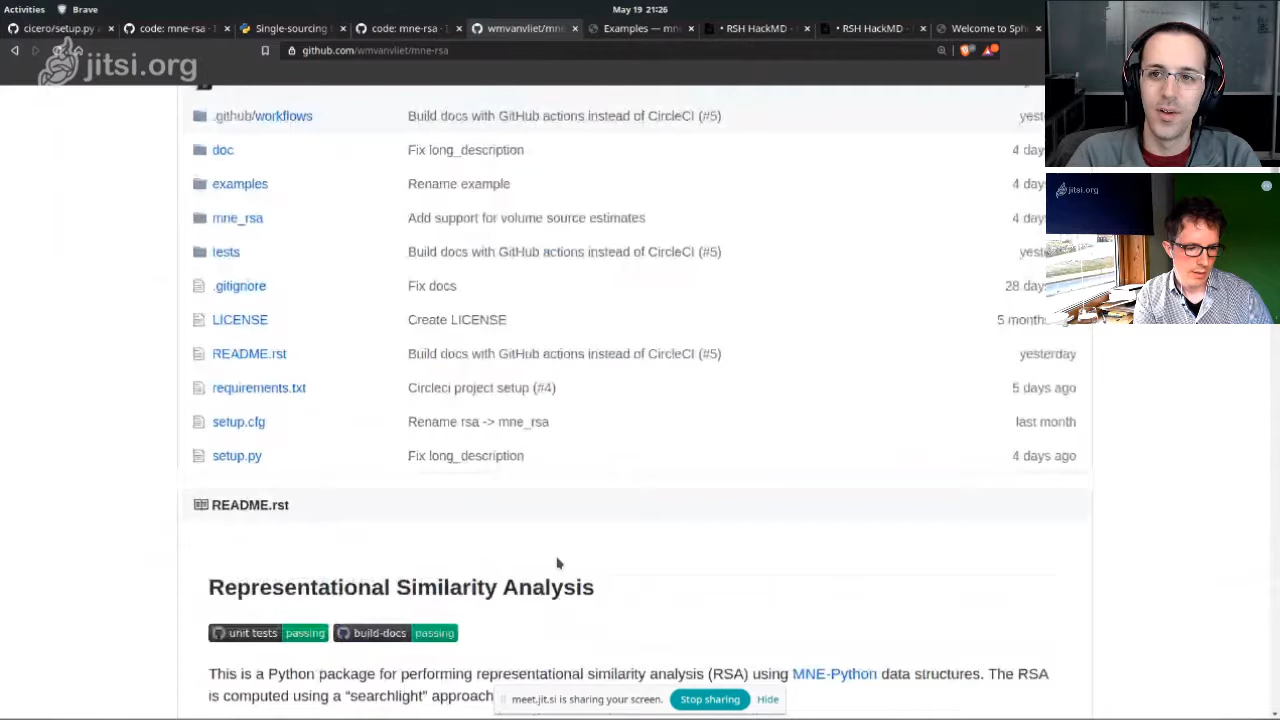 Activities Brave May 19 21:26
cicero/setup.py × code: mne-rsa - × Single-sourcing × code: mne-rsa - 1 × wmvanvliet/mne × Examples — mne × • RSH HackMD - × • RSH HackMD - × Welcome to Sph ×
github.com/wmvanvliet/mne-rsa
jitsi.org
jitsi.org
.github/workflows Build docs with GitHub actions instead of CircleCI (#5) yest
doc Fix long_description 4 day
examples Rename example 4 day
mne_rsa Add support for volume source estimates 4 day
tests Build docs with GitHub actions instead of CircleCI (#5) yest
.gitignore Fix docs 28 day
LICENSE Create LICENSE 5 month
README.rst Build docs with GitHub actions instead of CircleCI (#5) yesterday
requirements.txt Circleci project setup (#4) 5 days ago
setup.cfg Rename rsa -> mne_rsa last month
setup.py Fix long_description 4 days ago
README.rst
Representational Similarity Analysis
unit tests passing build-docs passing
This is a Python package for performing representational similarity analysis (RSA) using MNE-Python data structures. The RSA
is computed using a “searchlight” approach
meet.jit.si is sharing your screen. Stop sharing Hide